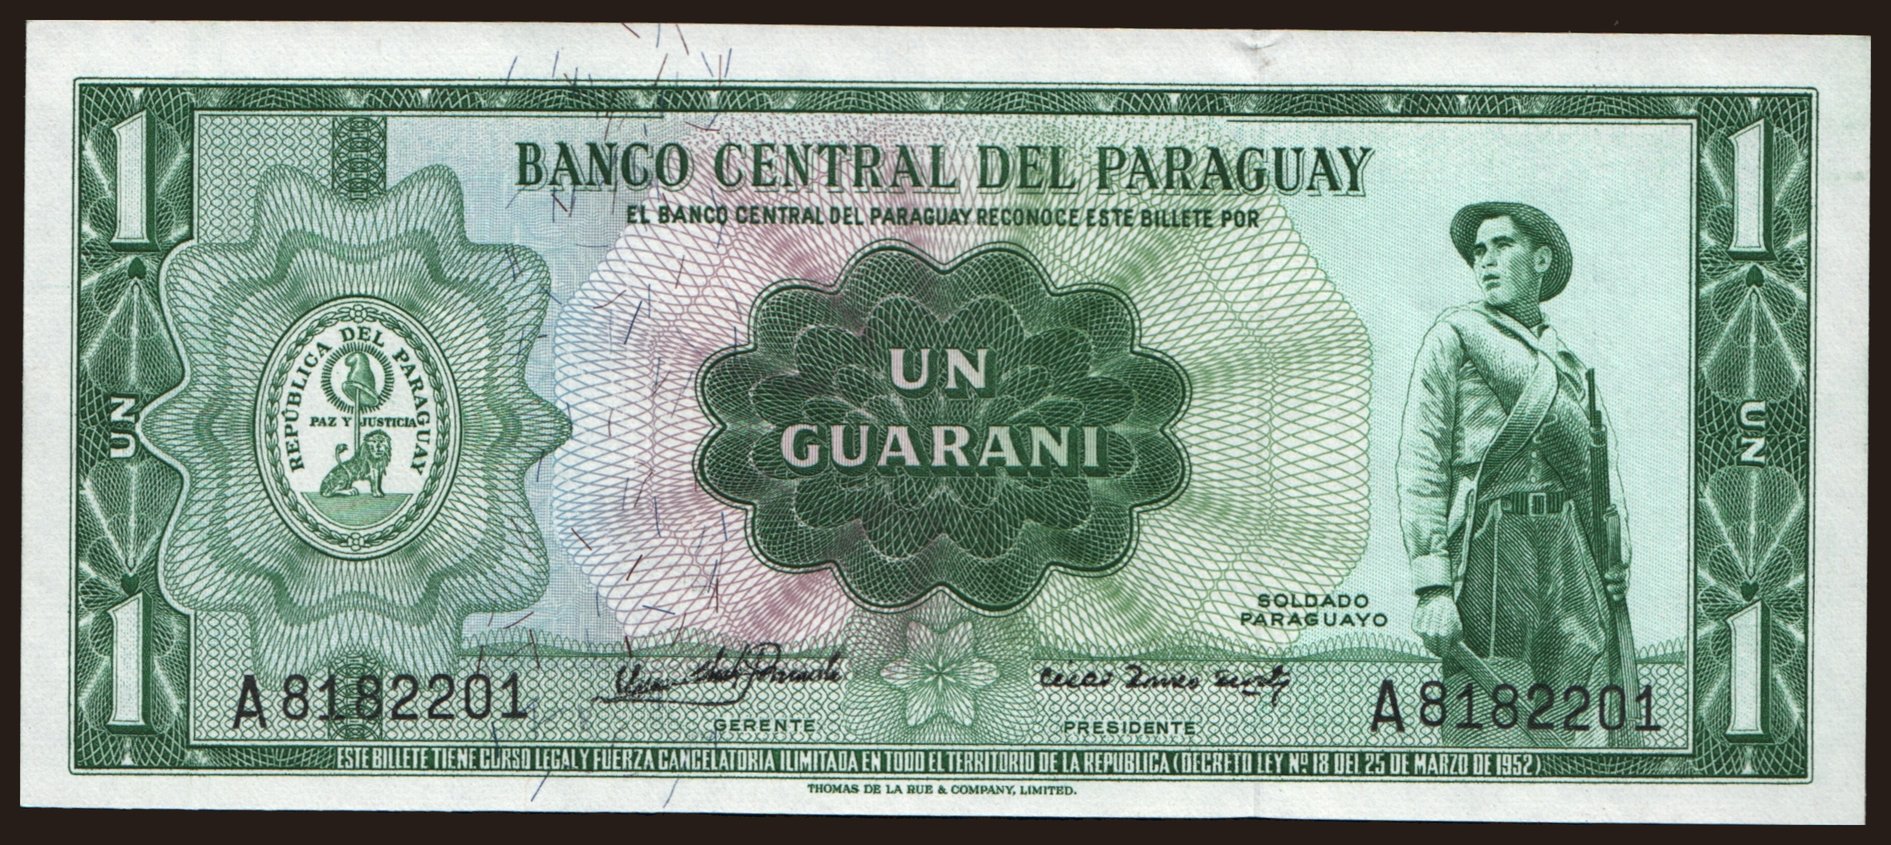 1
1
BANCO CENTRAL DEL PARAGUAY
EL BANCO CENTRAL DEL PARAGUAY RECONOCE ESTE BILLETE POR
REPÚBLICA DEL PARAGUAY
PAZ Y JUSTICIA
UN
GUARANI
UN
UN
SOLDADO
PARAGUAYO
1
1
A8182201
A8182201
GERENTE
PRESIDENTE
ESTE BILLETE TIENE CURSO LEGAL Y FUERZA CANCELATORIA ILIMITADA EN TODO EL TERRITORIO DE LA REPUBLICA (DECRETO LEY Nº 18 DEL 25 DE MARZO DE 1952)
THOMAS DE LA RUE & COMPANY, LIMITED.